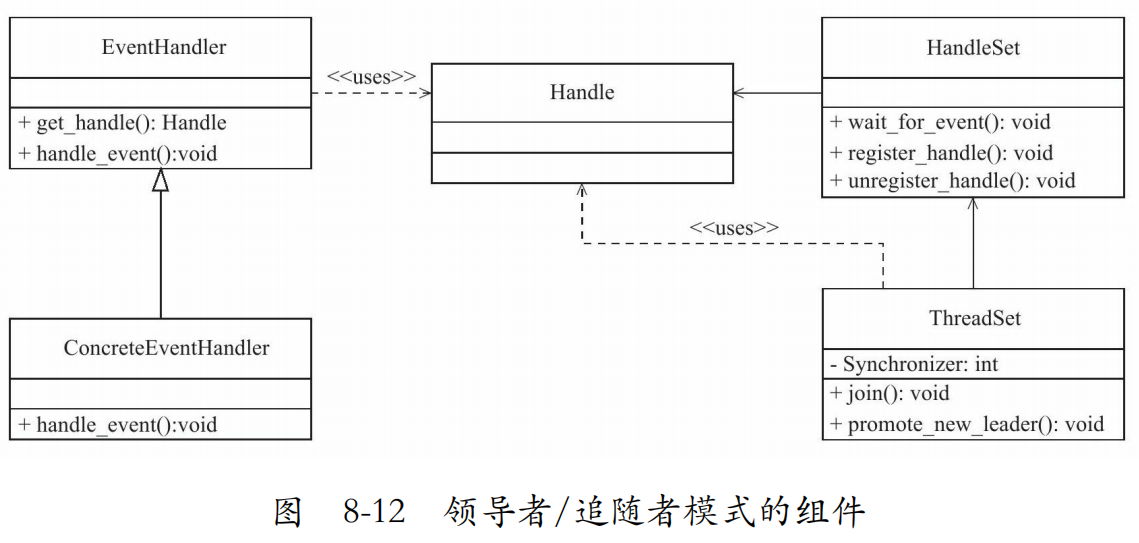 EventHandler
+ get_handle(): Handle
+ handle_event():void
<<uses>>
Handle
HandleSet
+ wait_for_event(): void
+ register_handle(): void
+ unregister_handle(): void
<<uses>>
ConcreteEventHandler
+ handle_event():void
ThreadSet
- Synchronizer: int
+ join(): void
+ promote_new_leader(): void
图 8-12 领导者/追随者模式的组件